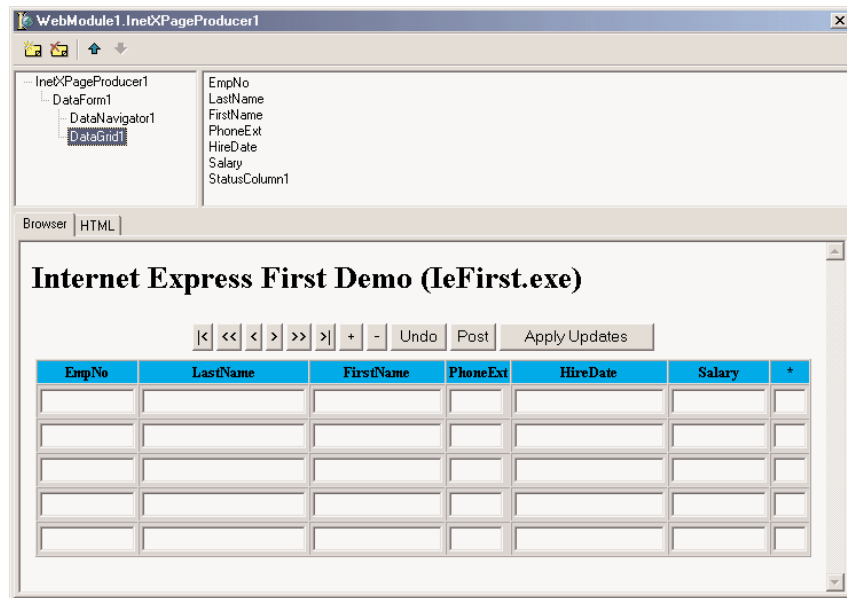 WebModule1.InetXPageProducer1
InetXPageProducer1
DataForm1
DataNavigator1
DataGrid1
EmpNo
LastName
FirstName
PhoneExt
HireDate
Salary
StatusColumn1
Browser HTML
Internet Express First Demo (IeFirst.exe)
|< << < > >> >| + - Undo Post Apply Updates
EmpNo LastName FirstName PhoneExt HireDate Salary *